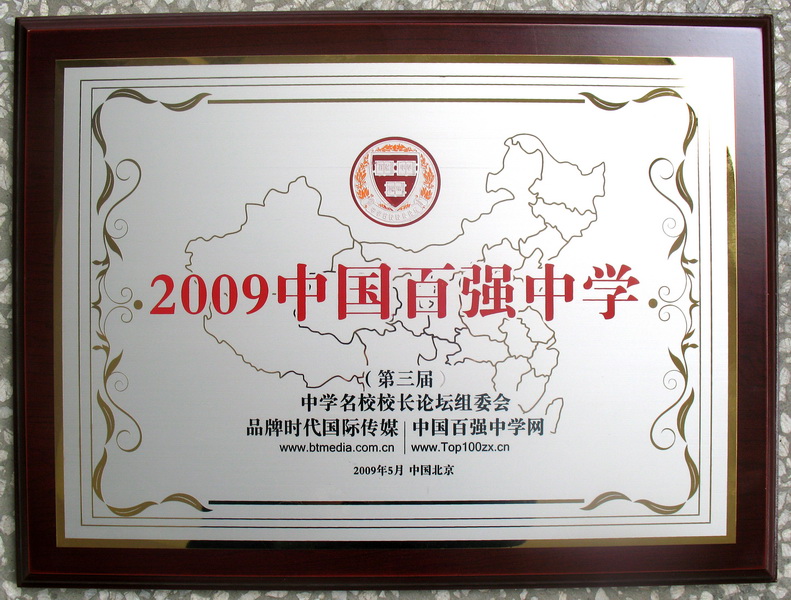 2009中国百强中学
（第三届）
中学名校校长论坛组委会
品牌时代国际传媒 | 中国百强中学网
www.btmedia.com.cn | www.Top100zx.cn
2009年5月 中国北京